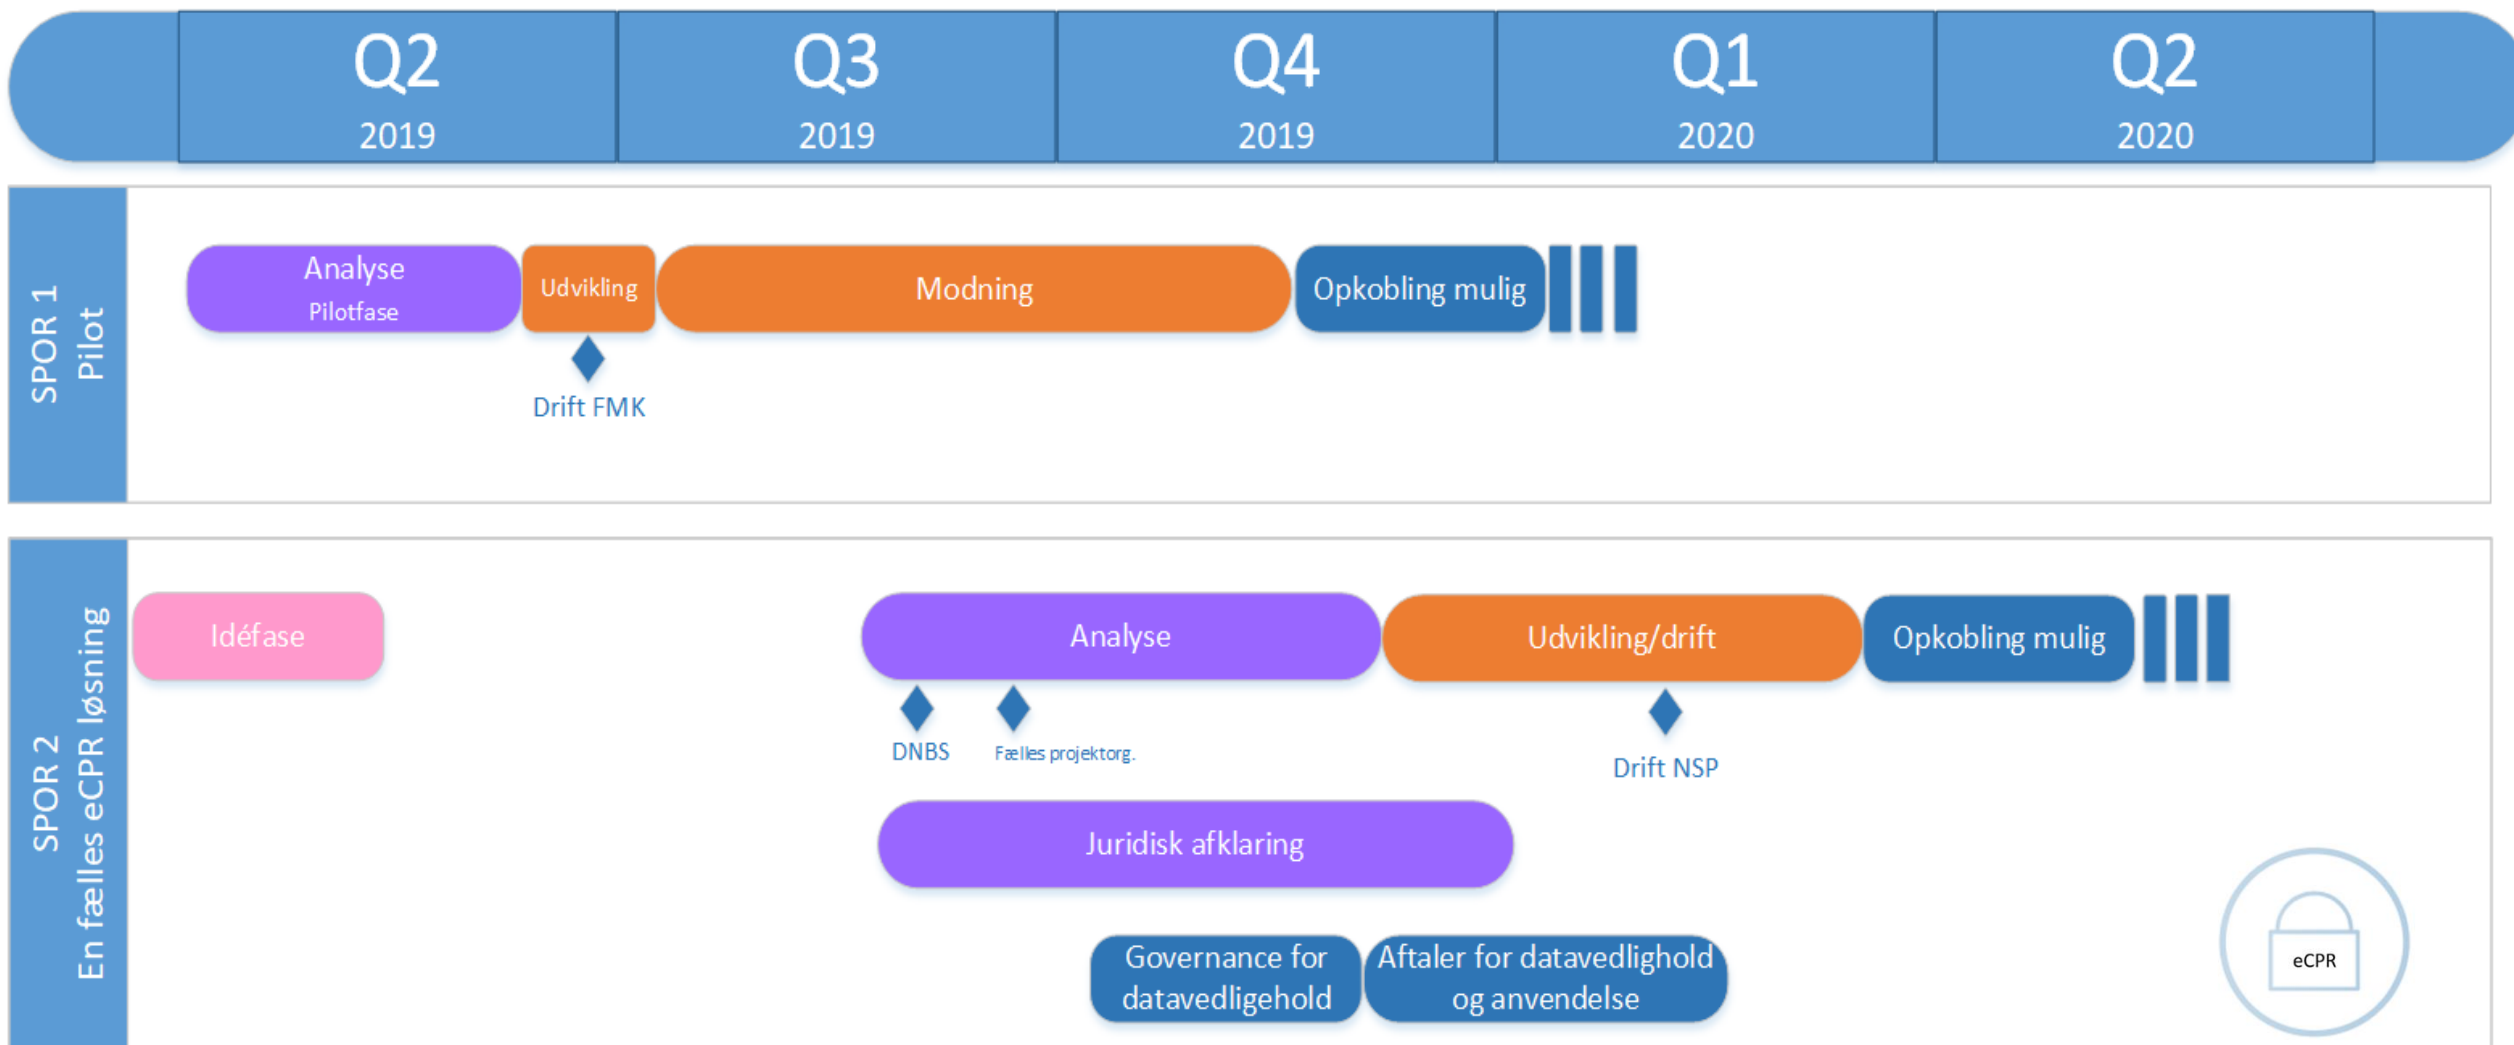 Q2
2019
Q3
2019
Q4
2019
Q1
2020
Q2
2020
SPOR 1
Pilot
Analyse
Pilotfase
Udvikling
Modning
Opkobling mulig
Drift FMK
SPOR 2
En fælles eCPR løsning
Idéfase
Analyse
Udvikling/drift
Opkobling mulig
DNBS
Fælles projektorg.
Drift NSP
Juridisk afklaring
Governance for
datavedligehold
Aftaler for datavedlighold
og anvendelse
eCPR